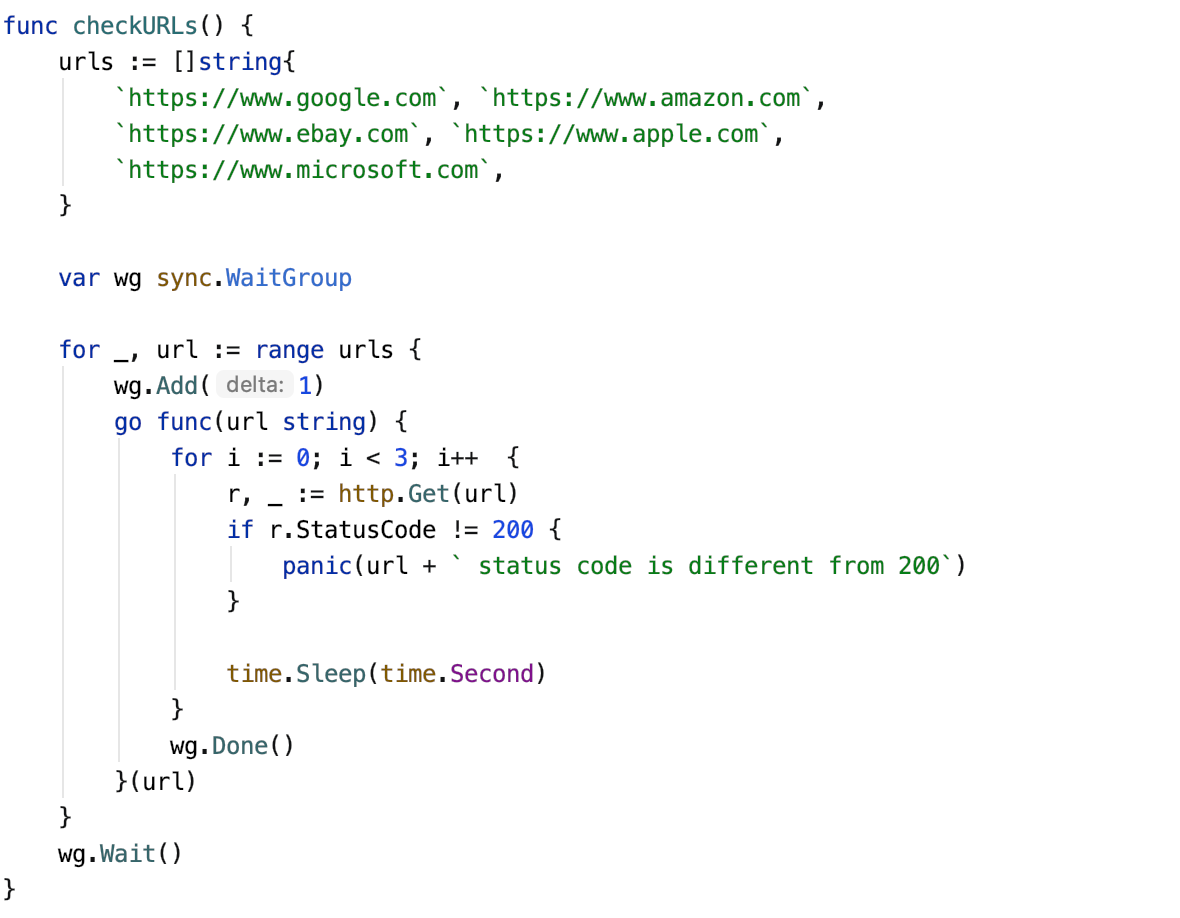 func checkURLs() {
    urls := []string{
        `https://www.google.com`, `https://www.amazon.com`,
        `https://www.ebay.com`, `https://www.apple.com`,
        `https://www.microsoft.com`,
    }

    var wg sync.WaitGroup

    for _, url := range urls {
        wg.Add( delta: 1)
        go func(url string) {
            for i := 0; i < 3; i++  {
                r, _ := http.Get(url)
                if r.StatusCode != 200 {
                    panic(url + ` status code is different from 200`)
                }

                time.Sleep(time.Second)
            }
            wg.Done()
        }(url)
    }
    wg.Wait()
}